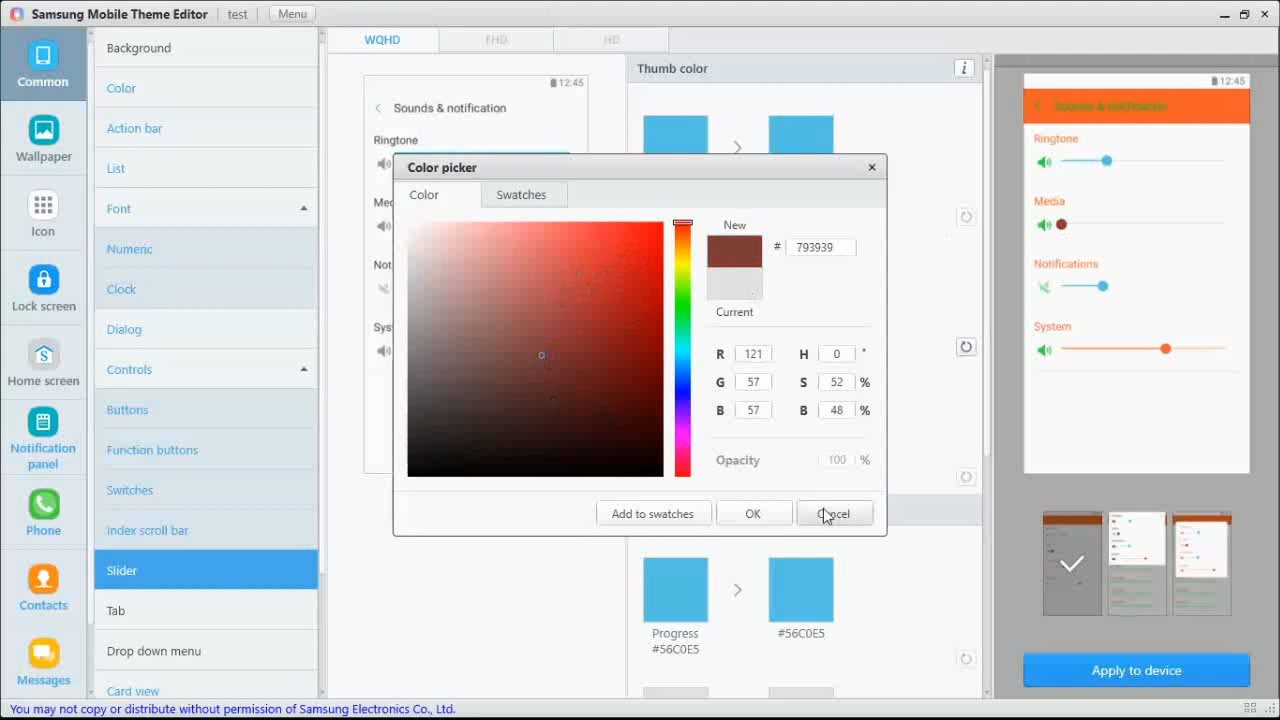 Samsung Mobile Theme Editor
test
Menu
Common
Wallpaper
Icon
Lock screen
Home screen
Notification
panel
Phone
Contacts
Messages
Background
Color
Action bar
List
Font
Numeric
Clock
Dialog
Controls
Buttons
Function buttons
Switches
Index scroll bar
Slider
Tab
Drop down menu
Card view
WQHD
FHD
HD
12:45
Sounds & notification
Ringtone
Med
Not
Sys
Thumb color
i
Color picker
Color
Swatches
New
# 793939
Current
R 121 H 0 °
G 57 S 52 %
B 57 B 48 %
Opacity 100 %
Add to swatches
OK
Cancel
Progress
#56C0E5
#56C0E5
12:45
Sounds & notification
Ringtone
Media
Notifications
System
Apply to device
You may not copy or distribute without permission of Samsung Electronics Co., Ltd.